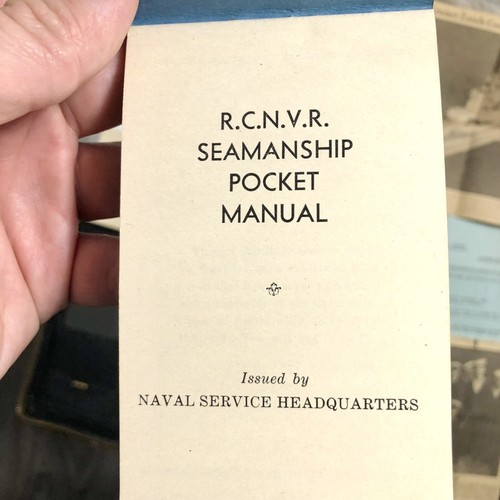 R.C.N.V.R.
SEAMANSHIP
POCKET
MANUAL
Issued by
NAVAL SERVICE HEADQUARTERS